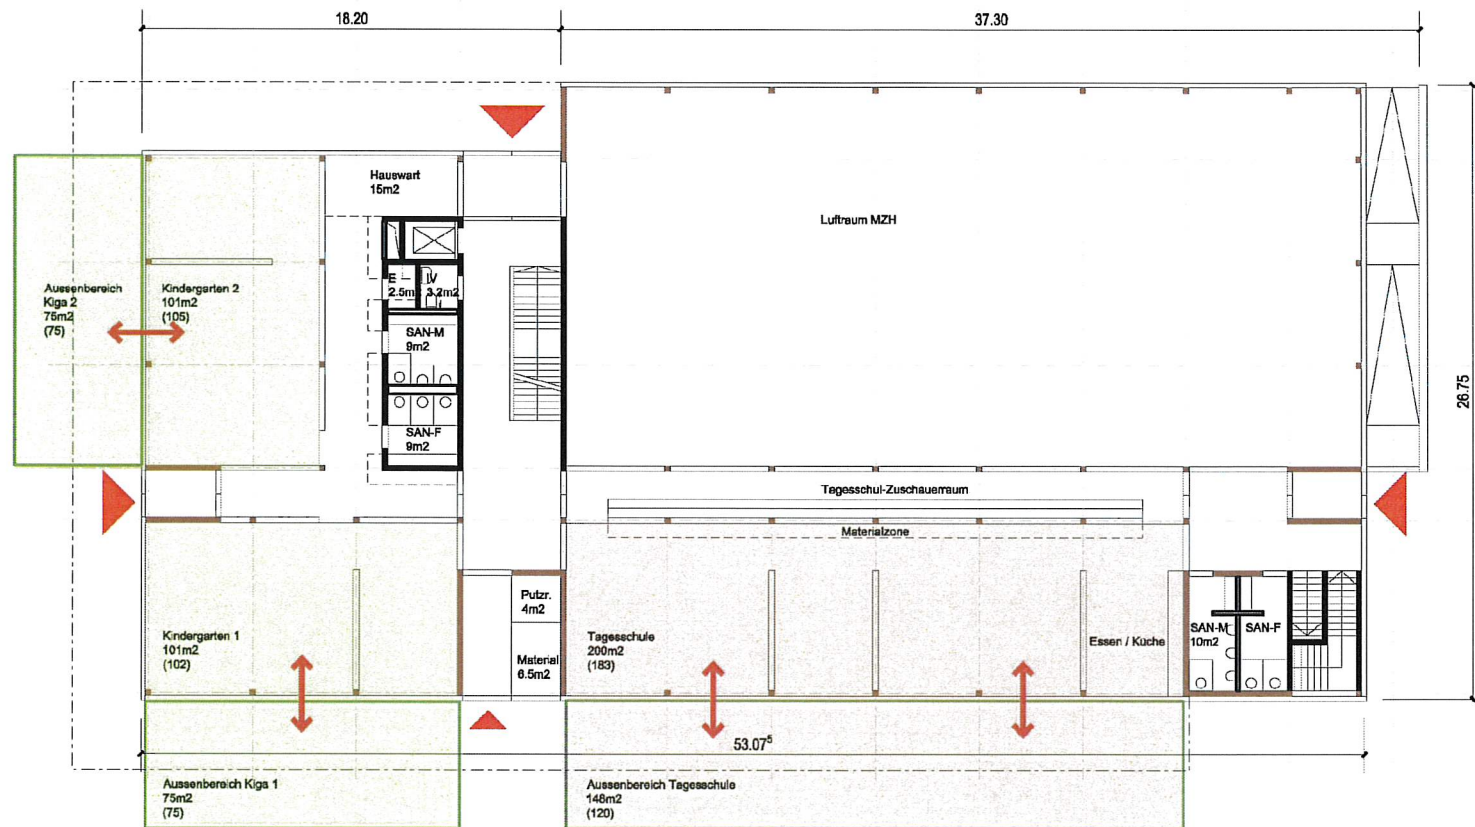 18.20
37.30
Hauswart
15m2
Luftraum MZH
Aussenbereich
Kiga 2
75m2
(75)
Kindergarten 2
101m2
(105)
E
2.5m2
IV
3.2m2
SAN-M
9m2
SAN-F
9m2
26.75
Tagesschul-Zuschauerraum
Materialzone
Kindergarten 1
101m2
(102)
Putzr.
4m2
Material
6.5m2
Tagesschule
200m2
(183)
Essen / Küche
SAN-M
10m2
SAN-F
53.07⁵
Aussenbereich Kiga 1
75m2
(75)
Aussenbereich Tagesschule
148m2
(120)